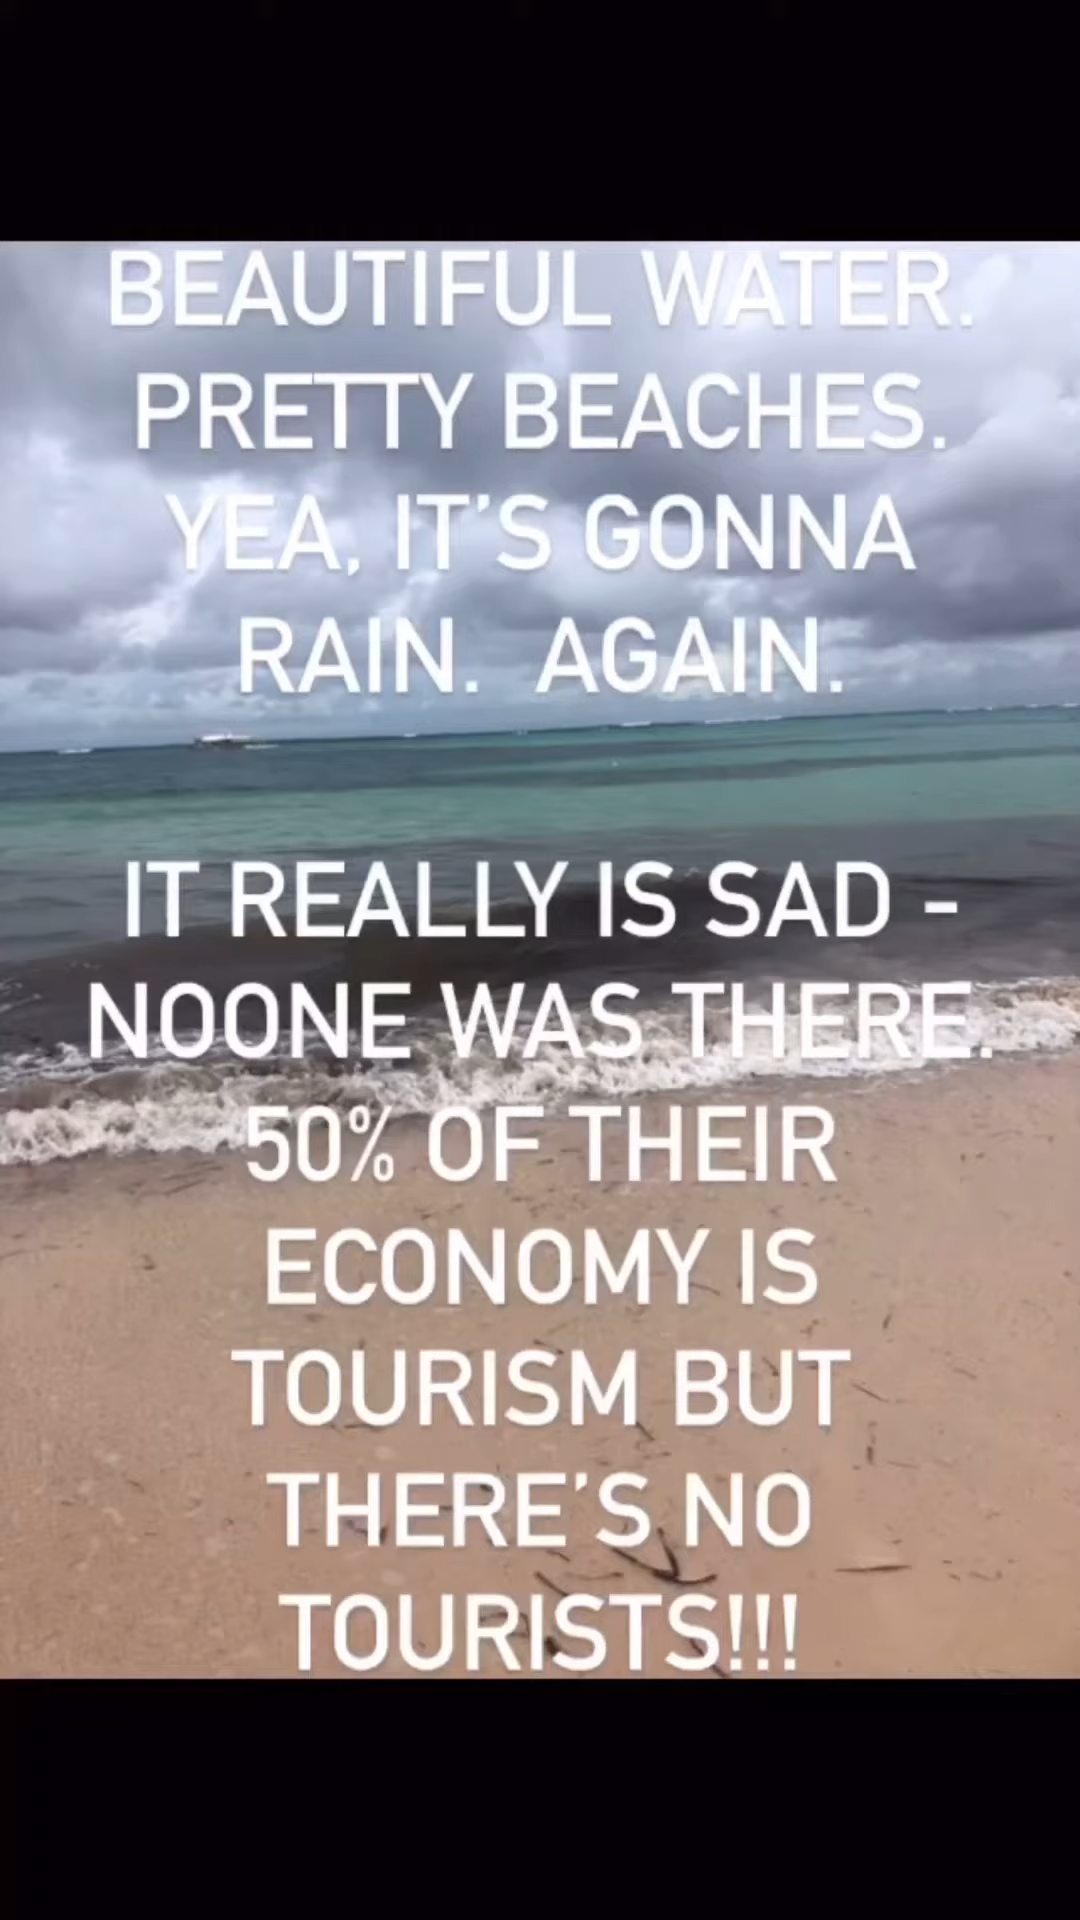 BEAUTIFUL WATER.
PRETTY BEACHES.
YEA, IT'S GONNA
RAIN.  AGAIN.
IT REALLY IS SAD -
NOONE WAS THERE.
50% OF THEIR
ECONOMY IS
TOURISM BUT
THERE'S NO
TOURISTS!!!